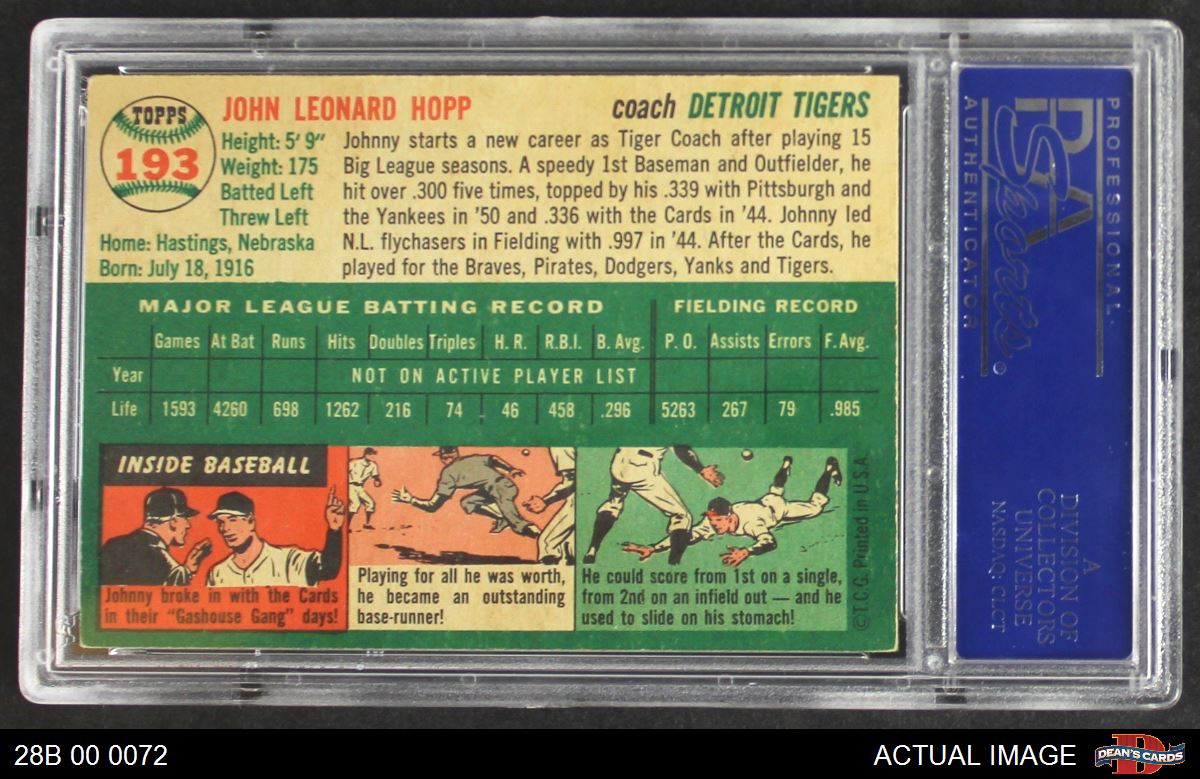 TOPPS
193
JOHN LEONARD HOPP
coach DETROIT TIGERS
Height: 5' 9"
Weight: 175
Batted Left
Threw Left
Home: Hastings, Nebraska
Born: July 18, 1916
Johnny starts a new career as Tiger Coach after playing 15
Big League seasons. A speedy 1st Baseman and Outfielder, he
hit over .300 five times, topped by his .339 with Pittsburgh and
the Yankees in '50 and .336 with the Cards in '44. Johnny led
N.L. flychasers in Fielding with .997 in '44. After the Cards, he
played for the Braves, Pirates, Dodgers, Yanks and Tigers.
MAJOR LEAGUE BATTING RECORD FIELDING RECORD
Games At Bat Runs Hits Doubles Triples H. R. R.B.I. B. Avg. P. O. Assists Errors F. Avg.
Year NOT ON ACTIVE PLAYER LIST
Life 1593 4260 698 1262 216 74 46 458 .296 5263 267 79 .985
INSIDE BASEBALL
Johnny broke in with the Cards
in their "Gashouse Gang" days!
Playing for all he was worth,
he became an outstanding
base-runner!
He could score from 1st on a single,
from 2nd on an infield out — and he
used to slide on his stomach!
©T.C.G. Printed in U.S.A.
PROFESSIONAL
PSA
Sports
AUTHENTICATOR
A
DIVISION OF
COLLECTORS
UNIVERSE
NASDAQ: CLCT
28B 00 0072
ACTUAL IMAGE
D
DEAN'S CARDS